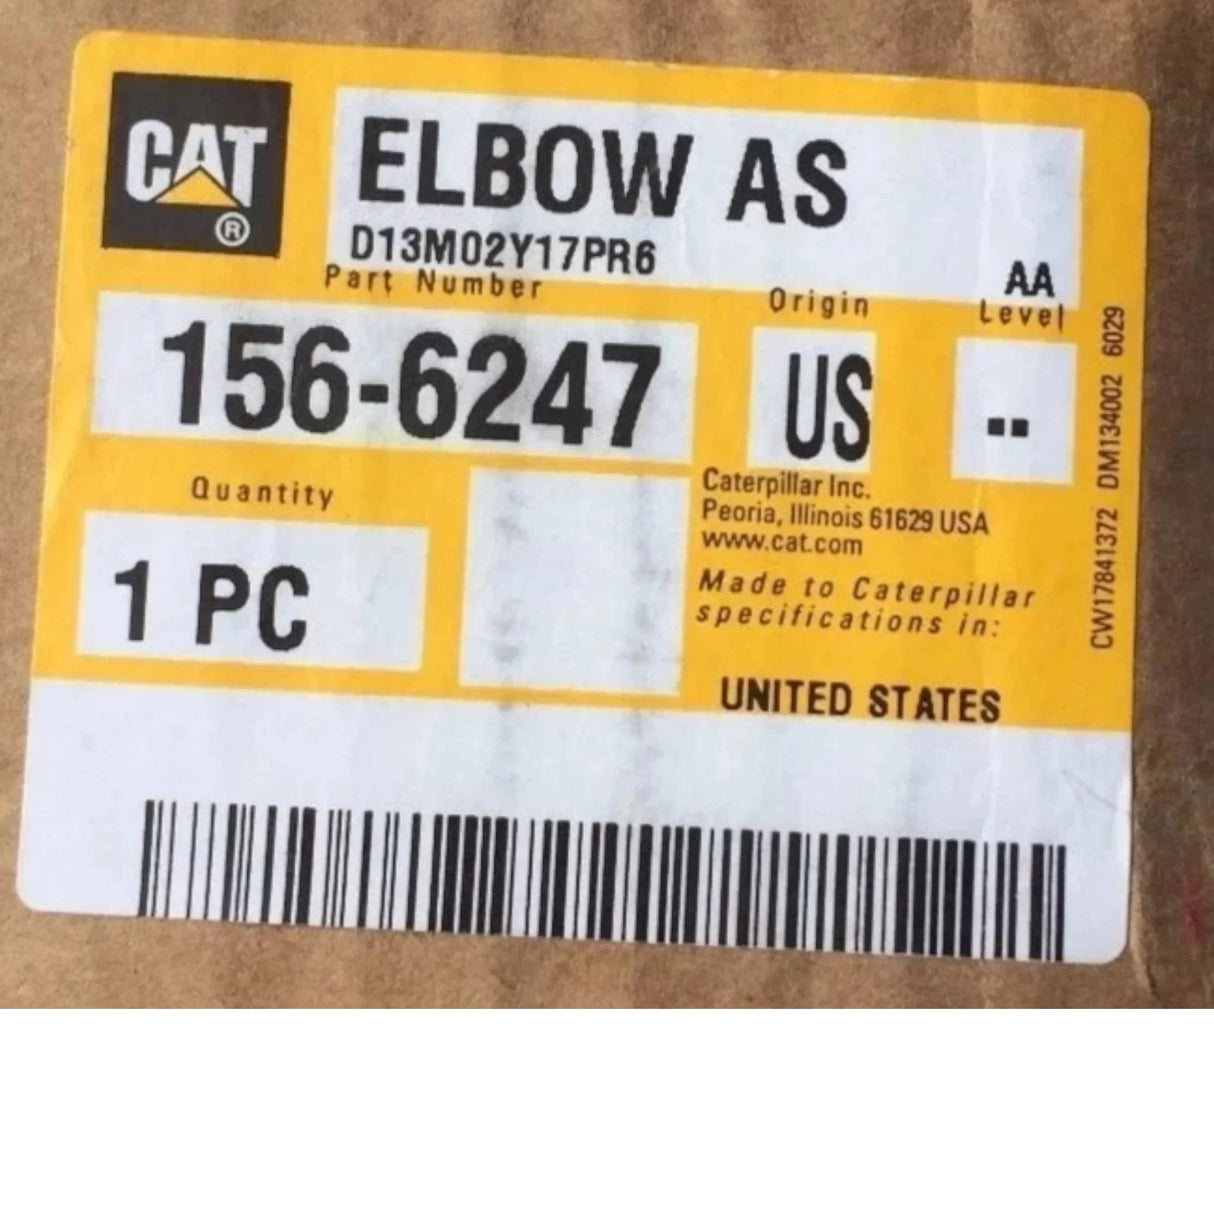 CAT
®
ELBOW AS
D13M02Y17PR6
AA
Part Number
Origin
Level
156-6247
US
--
Quantity
1 PC
Caterpillar Inc.
Peoria, Illinois 61629 USA
www.cat.com
Made to Caterpillar
specifications in:
UNITED STATES
CW17841372 DM134002 6029